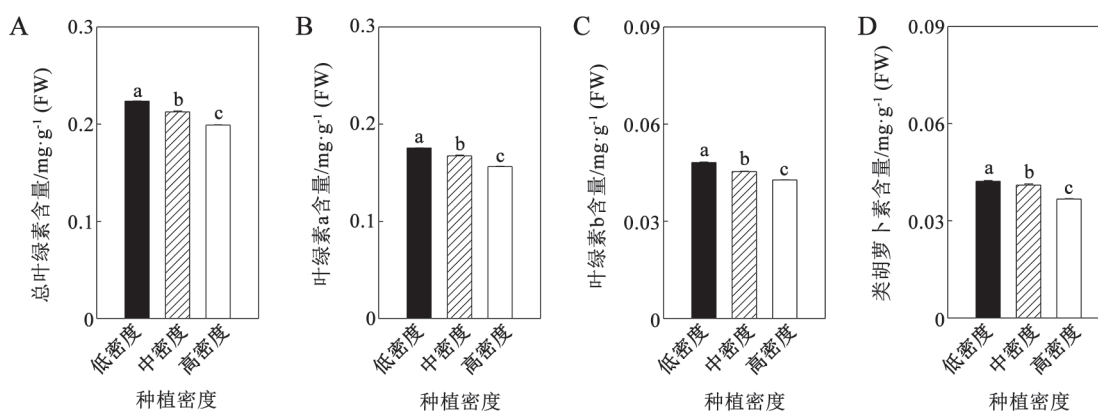 A
总叶绿素含量/mg·g⁻¹ (FW)
0.3
0.2
0.1
0
a
b
c
低密度
中密度
高密度
种植密度
B
叶绿素a含量/mg·g⁻¹ (FW)
0.3
0.2
0.1
0
a
b
c
低密度
中密度
高密度
种植密度
C
叶绿素b含量/mg·g⁻¹ (FW)
0.09
0.06
0.03
0
a
b
c
低密度
中密度
高密度
种植密度
D
类胡萝卜素含量/mg·g⁻¹ (FW)
0.09
0.06
0.03
0
a
b
c
低密度
中密度
高密度
种植密度